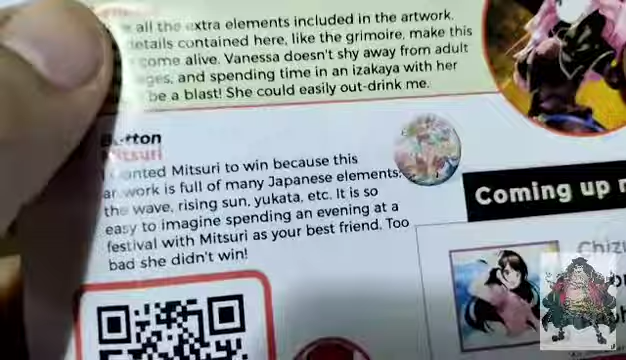 all the extra elements included in the artwork.
details contained here, like the grimoire, make this
come alive. Vanessa doesn't shy away from adult
ages, and spending time in an izakaya with her
be a blast! She could easily out-drink me.
Button
Mitsuri
I wanted Mitsuri to win because this
artwork is full of many Japanese elements:
the wave, rising sun, yukata, etc. It is so
easy to imagine spending an evening at a
festival with Mitsuri as your best friend. Too
bad she didn't win!
Coming up
Chizu